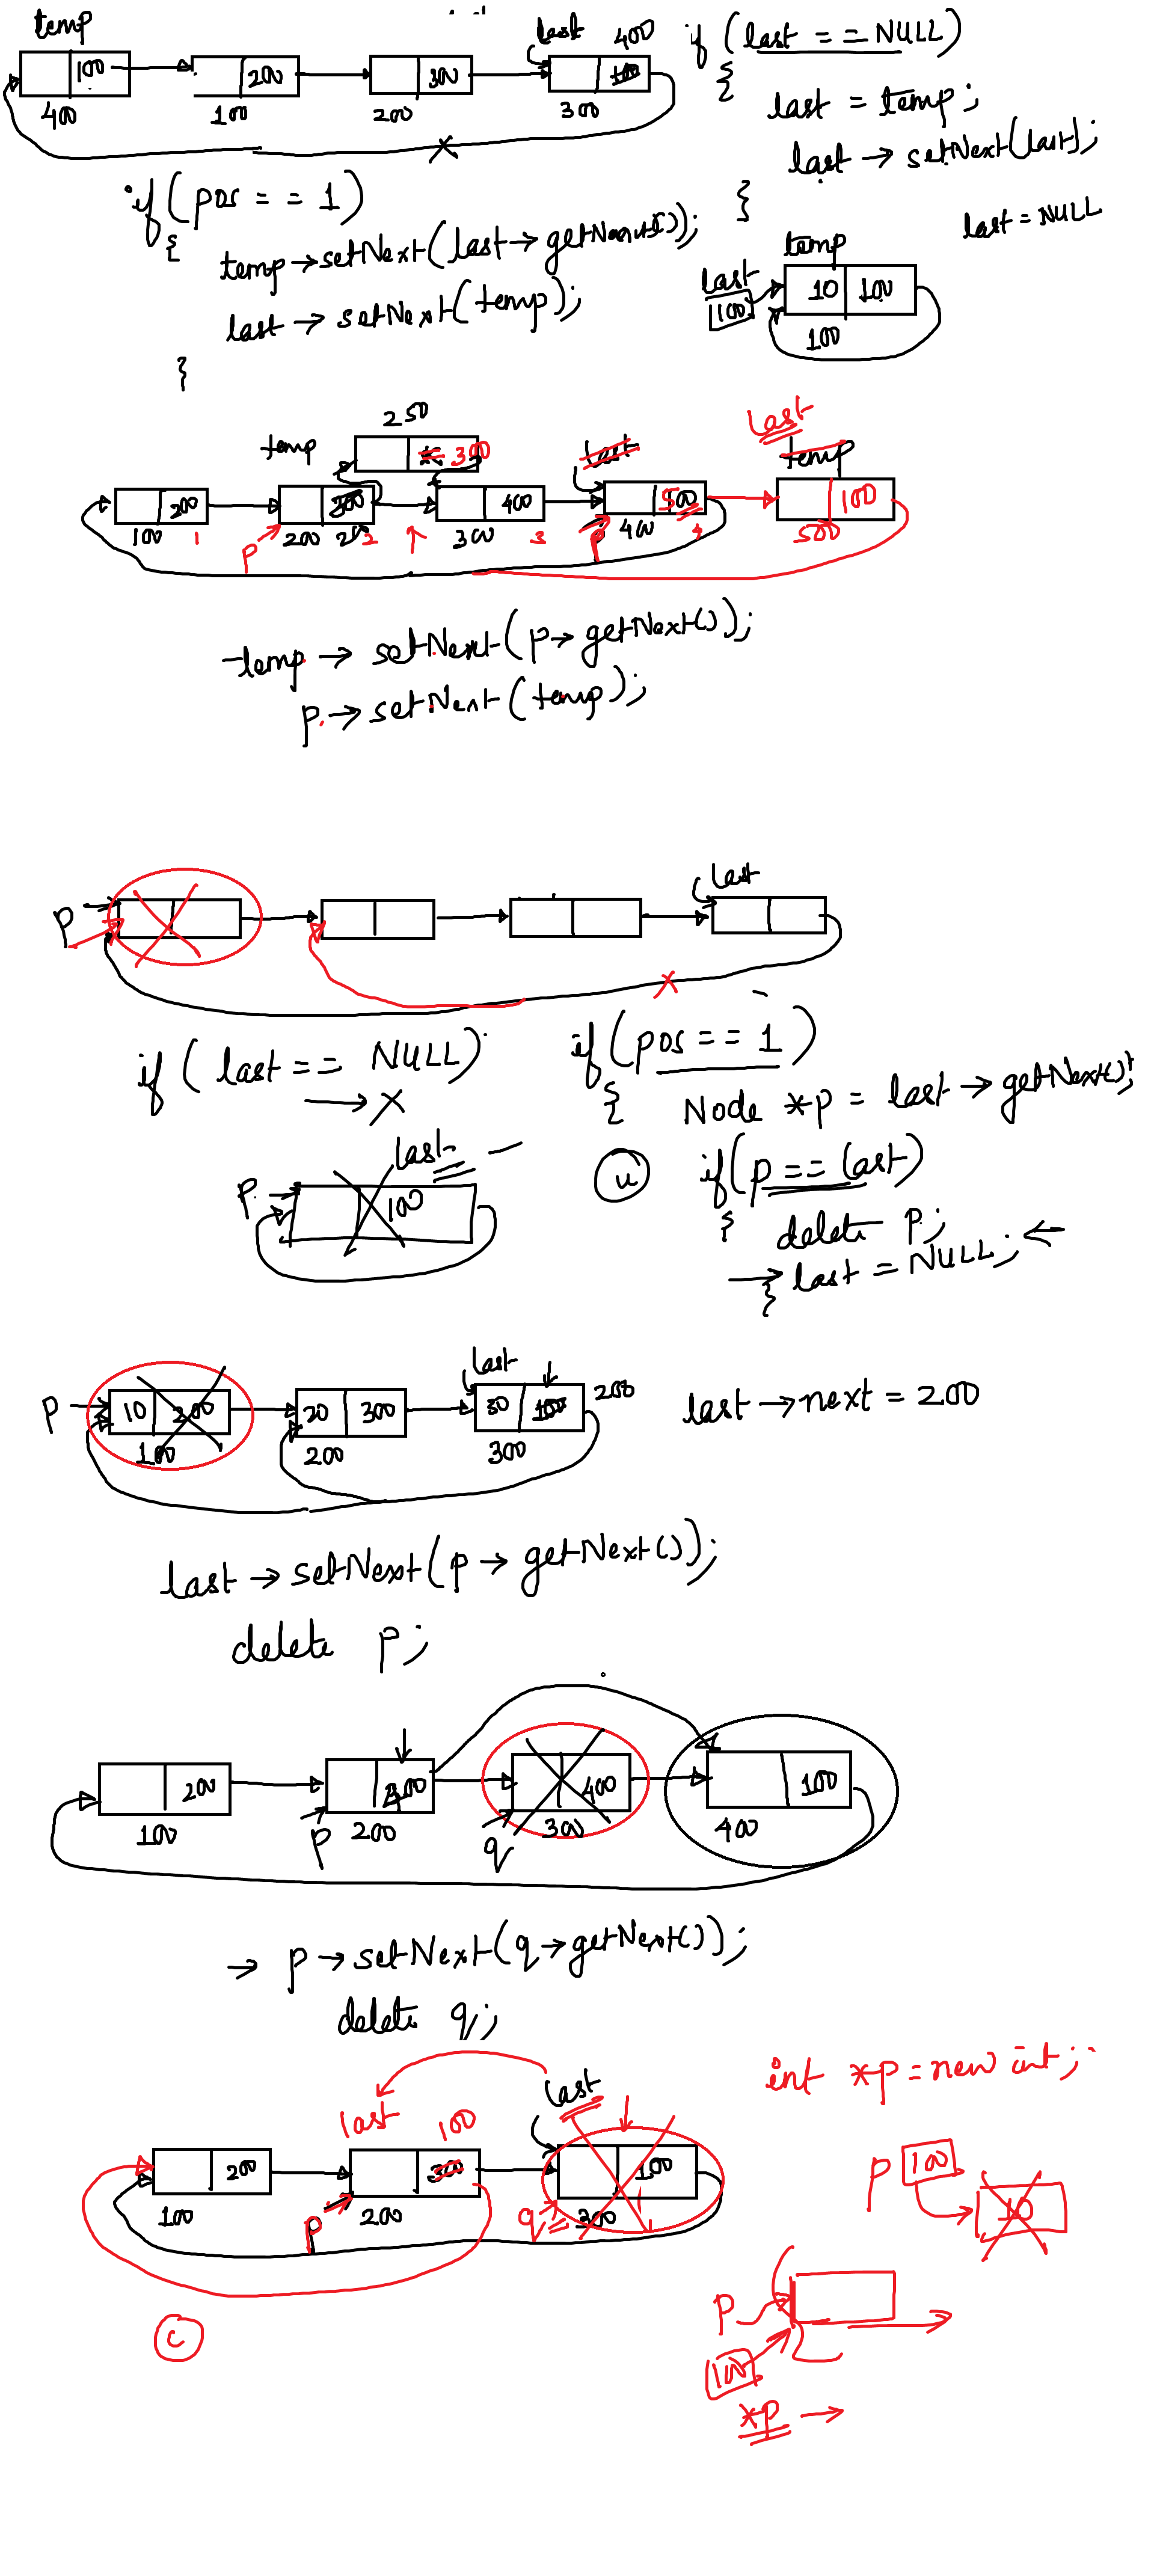 temp
last 400
100 200 300 100
400 100 200 300
if (last == NULL)
{
last = temp;
last → setNext(last);
}
last = NULL
if (pos == 1)
{
temp → setNext(last → getNext());
last → setNext(temp);
}
temp
last
100
10 100
100
250
temp 300
last
last
temp
200 300 400 500 100
100 1 200 250 2 300 3 400 4 500
p p
temp → setNext(p → getNext());
p → setNext(temp);
last
p
if (last == NULL)
→ X
if (pos == 1)
{ Node *p = last → getNext();
last
p 100
u
if (p == last)
{ delete p;
→ last = NULL; ←
}
last
p 10 200 20 300 30 100 200
100 200 300
last → next = 200
last → setNext(p → getNext());
delete p;
200 400 100
100 p 200 q 300 400
→ p → setNext(q → getNext());
delete q;
last
last 100
200 300 100
100 p 200 q 300
c
int *p = new int;
p 100
10
p
100
*p →